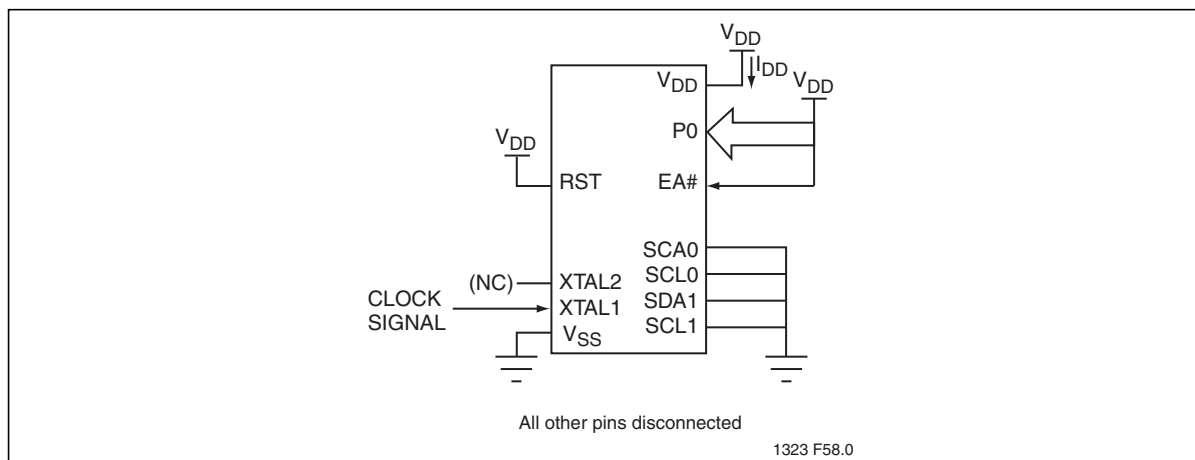 VDD
IDD
VDD
VDD
P0
VDD
RST
EA#
SCA0
(NC)
XTAL2
SCL0
CLOCK
SIGNAL
XTAL1
SDA1
VSS
SCL1
All other pins disconnected
1323 F58.0